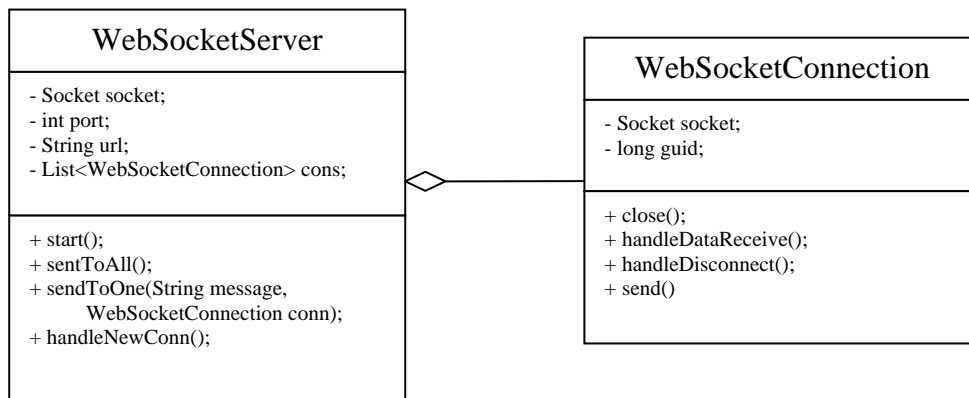 WebSocketServer
- Socket socket;
- int port;
- String url;
- List<WebSocketConnection> cons;
+ start();
+ sentToAll();
+ sendToOne(String message,
WebSocketConnection conn);
+ handleNewConn();
WebSocketConnection
- Socket socket;
- long guid;
+ close();
+ handleDataReceive();
+ handleDisconnect();
+ send()